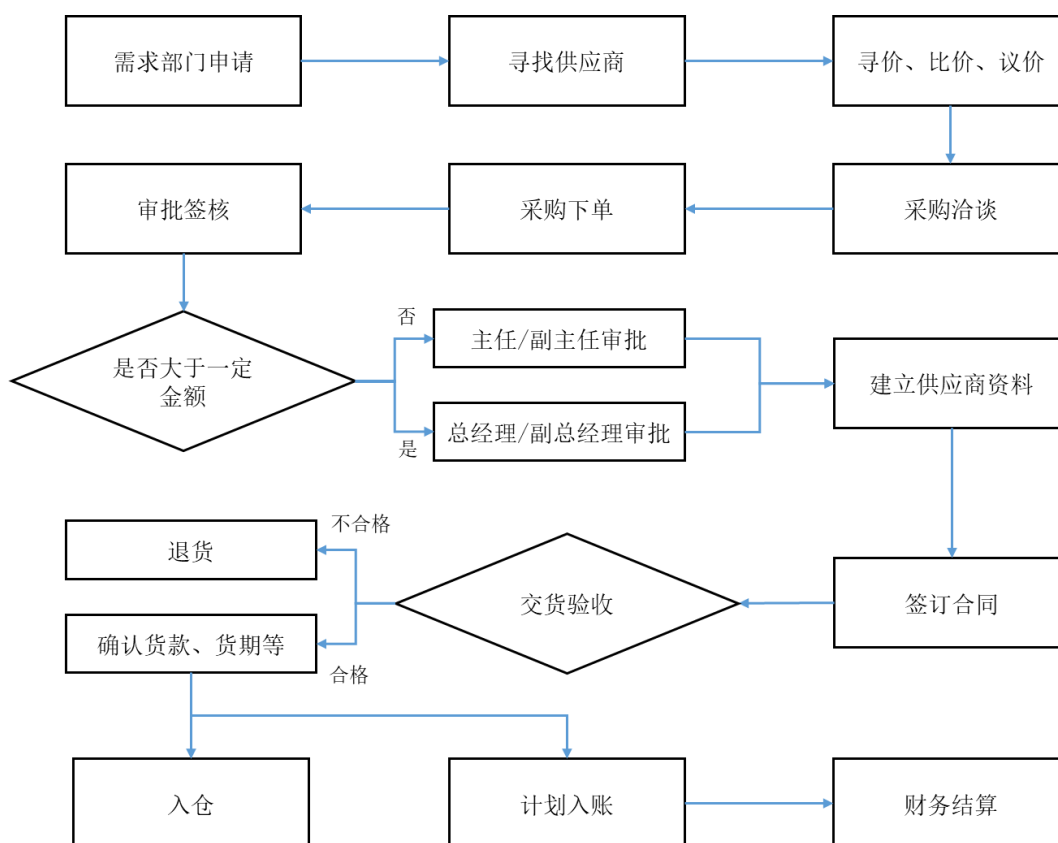 需求部门申请
寻找供应商
寻价、比价、议价
审批签核
采购下单
采购洽谈
是否大于一定
金额
否
主任/副主任审批
是
总经理/副总经理审批
建立供应商资料
不合格
退货
交货验收
签订合同
确认货款、货期等
合格
入仓
计划入账
财务结算